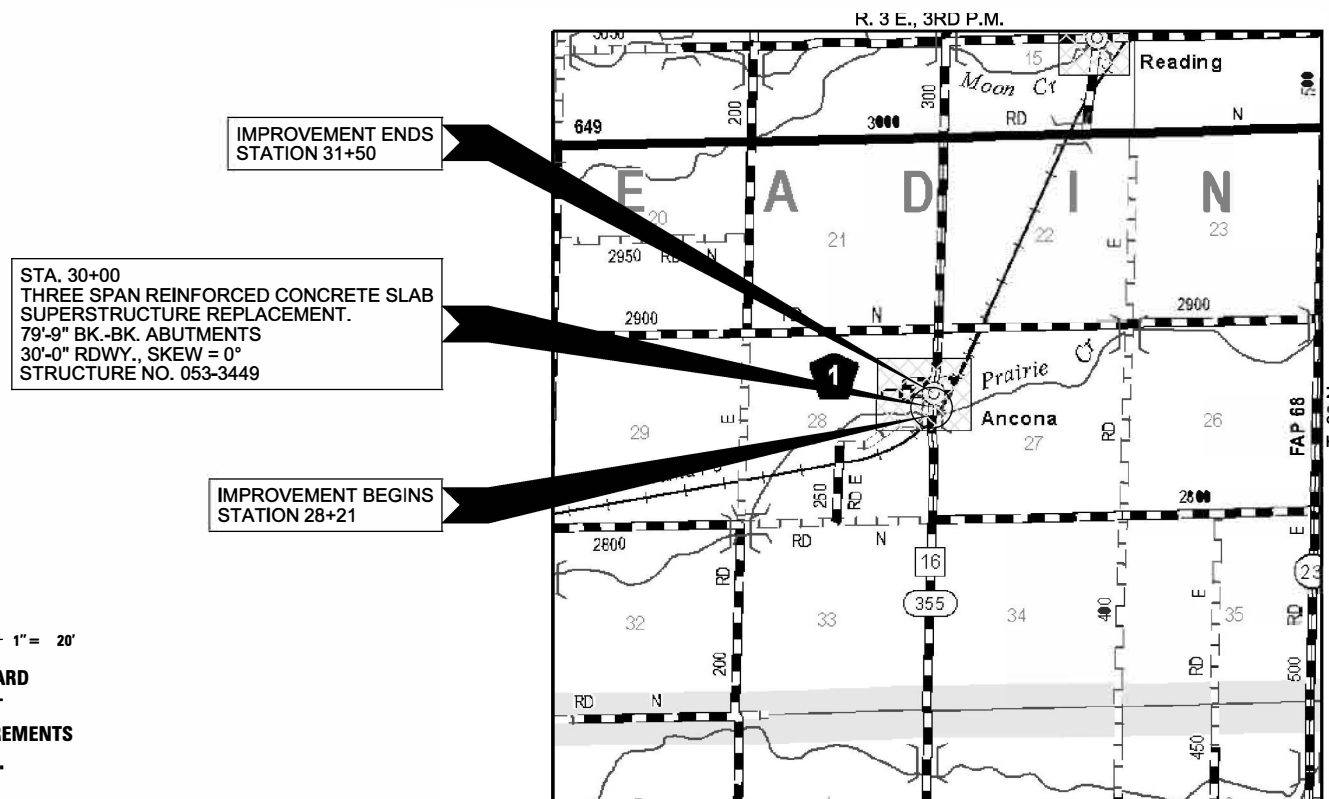 R. 3 E., 3RD P.M.
IMPROVEMENT ENDS
STATION 31+50
STA. 30+00
THREE SPAN REINFORCED CONCRETE SLAB
SUPERSTRUCTURE REPLACEMENT.
79'-9" BK.-BK. ABUTMENTS
30'-0" RDWY., SKEW = 0°
STRUCTURE NO. 053-3449
IMPROVEMENT BEGINS
STATION 28+21
1" = 20'
ARD
REMENTS
15
Reading
Moon Cr
200
300
500
649
3000
RD
N
E A D I N
20
21
22
23
2950 RD N
E
2900
N
2900
1
Prairie Cr
Ancona
29
28
27
26
E
RD
FAP 68
250
RD E
2800
2800
RD
N
E
RD
16
355
23
32
33
34
400
E
35
RD
200
RD
500
RD
N
450